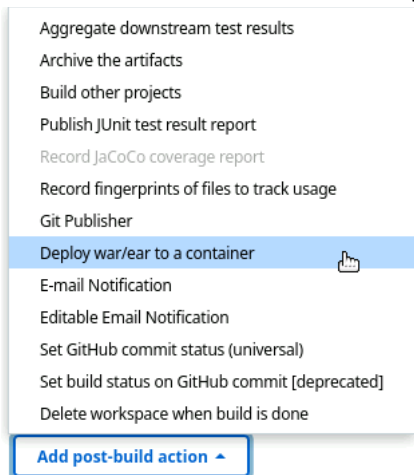 Aggregate downstream test results
Archive the artifacts
Build other projects
Publish JUnit test result report
Record JaCoCo coverage report
Record fingerprints of files to track usage
Git Publisher
Deploy war/ear to a container
E-mail Notification
Editable Email Notification
Set GitHub commit status (universal)
Set build status on GitHub commit [deprecated]
Delete workspace when build is done
Add post-build action